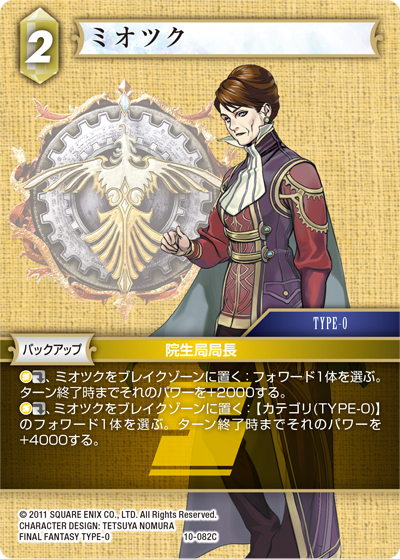 2
ミオツク
TYPE-0
バックアップ
院生局局長
、ミオツクをブレイクゾーンに置く：フォワード1体を選ぶ。
ターン終了時までそれのパワーを+2000する。
、ミオツクをブレイクゾーンに置く：【カテゴリ(TYPE-0)】
のフォワード1体を選ぶ。ターン終了時までそれのパワーを
+4000する。
© 2011 SQUARE ENIX CO., LTD. All Rights Reserved.
CHARACTER DESIGN: TETSUYA NOMURA
FINAL FANTASY TYPE-0
10-082C